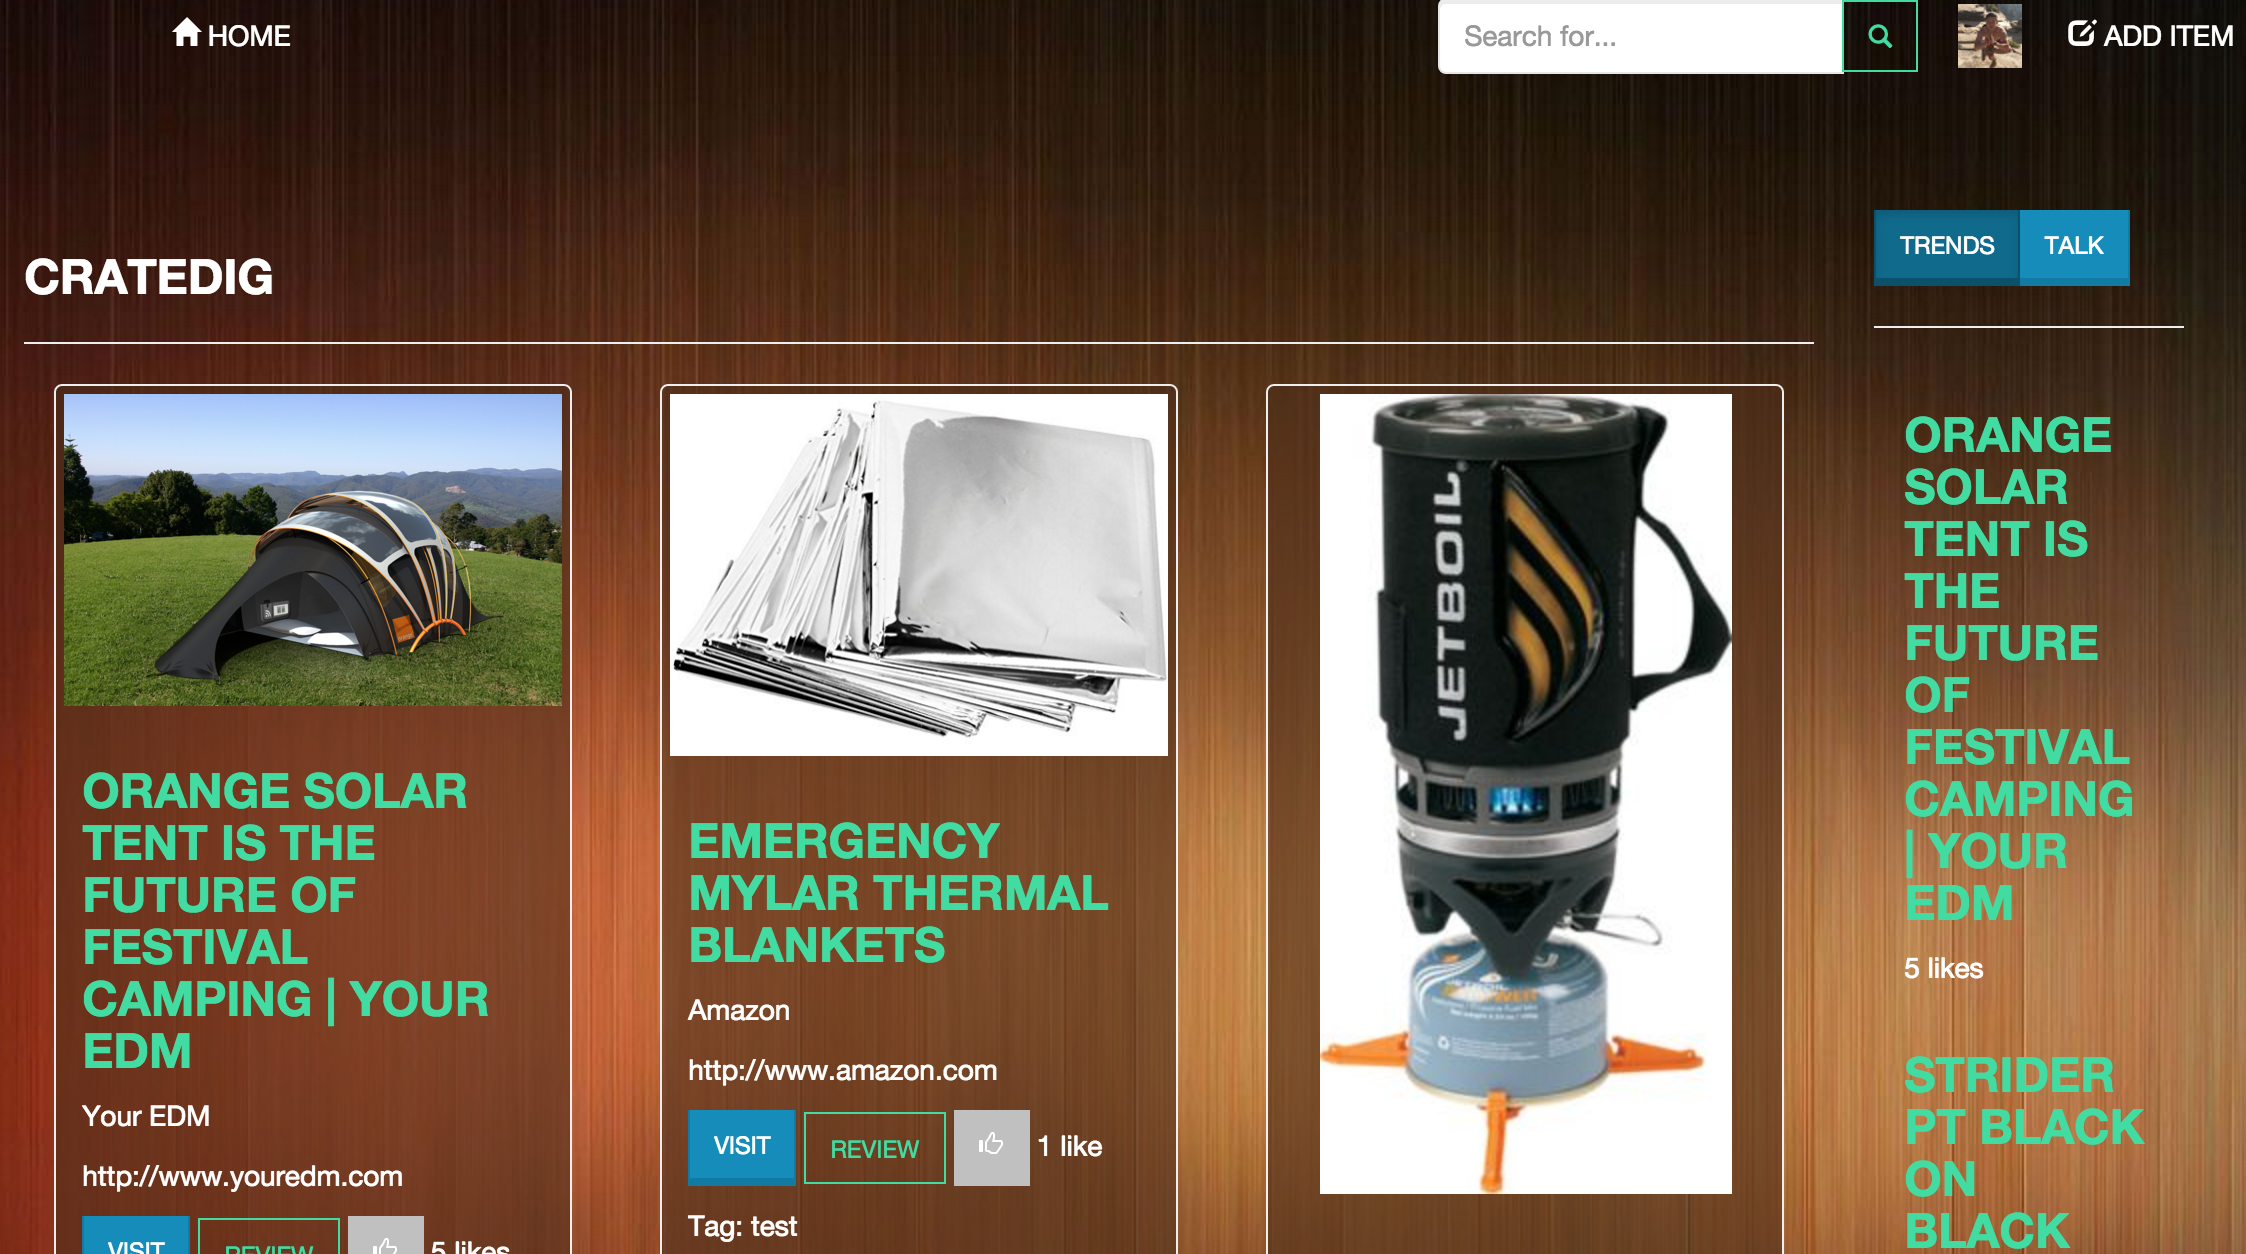 HOME
Search for...
ADD ITEM
TRENDS
TALK
CRATEDIG
ORANGE SOLAR
TENT IS THE
FUTURE OF
FESTIVAL
CAMPING | YOUR
EDM
Your EDM
http://www.youredm.com
VISIT
REVIEW
5 likes
EMERGENCY
MYLAR THERMAL
BLANKETS
Amazon
http://www.amazon.com
VISIT
REVIEW
1 like
Tag: test
JETBOIL
ORANGE
SOLAR
TENT IS
THE
FUTURE
OF
FESTIVAL
CAMPING
| YOUR
EDM
5 likes
STRIDER
PT BLACK
ON
BLACK